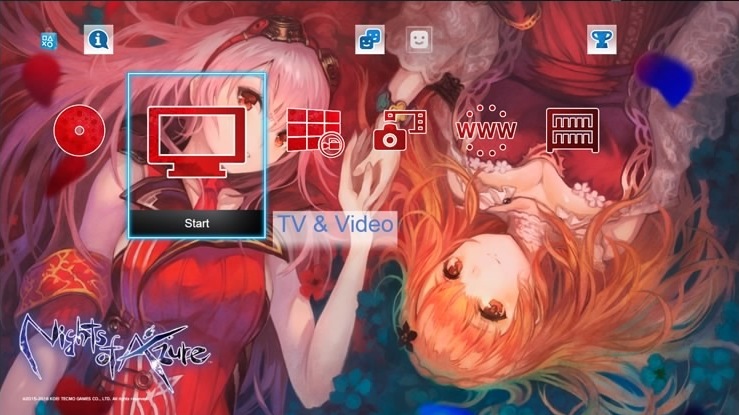 WWW
Start
TV & Video
Nights of Azure
©2015-2016 KOEI TECMO GAMES CO., LTD. All rights reserved.